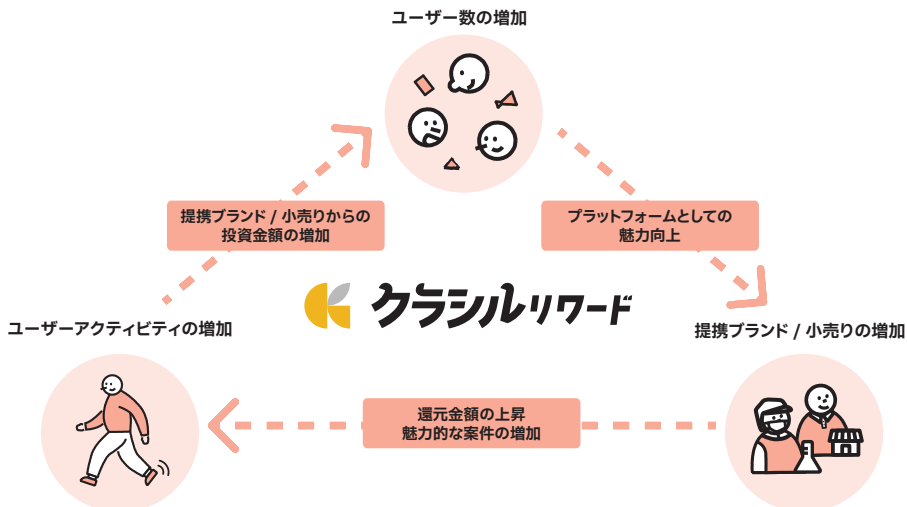 ユーザー数の増加
提携ブランド / 小売りからの
投資金額の増加
プラットフォームとしての
魅力向上
クラシルリワード
ユーザーアクティビティの増加
提携ブランド / 小売りの増加
還元金額の上昇
魅力的な案件の増加